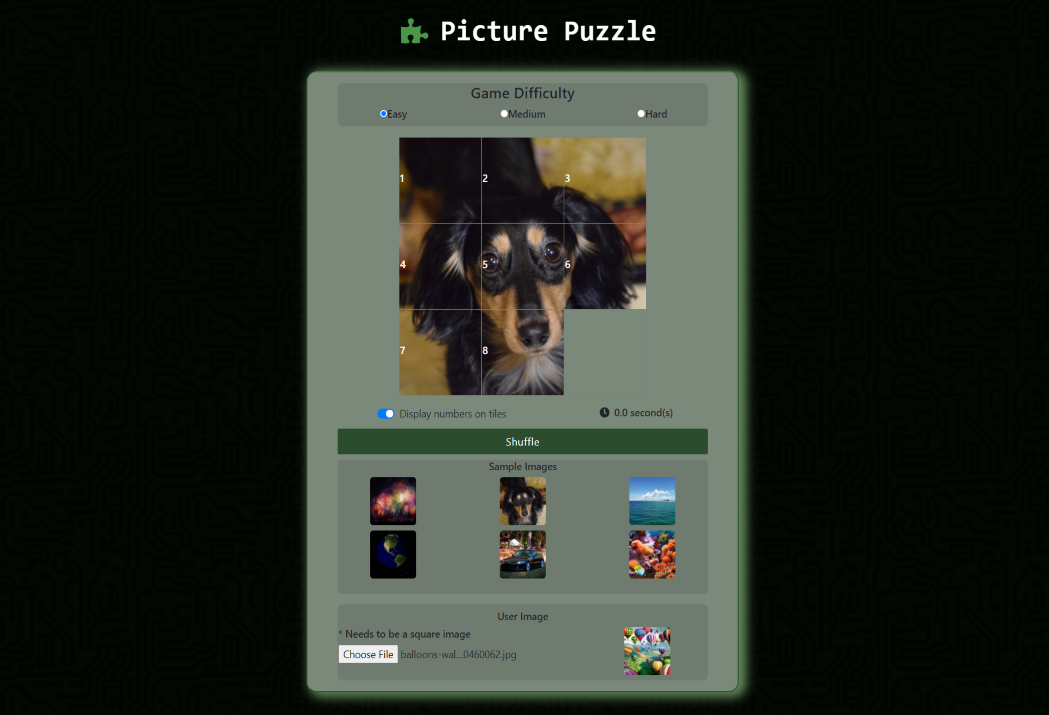 Picture Puzzle
Game Difficulty
Easy Medium Hard
1 2 3
4 5 6
7 8
Display numbers on tiles 0.0 second(s)
Shuffle
Sample Images
User Image
* Needs to be a square image
Choose File balloons-wal...0460062.jpg